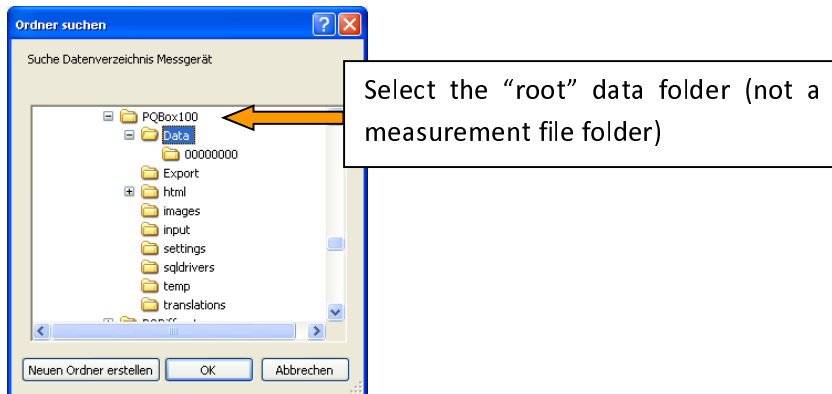 Ordner suchen
Suche Datenverzeichnis Messgerät
Select the “root” data folder (not a
measurement file folder)
PQBox100
Data
00000000
Export
html
images
input
settings
sqldrivers
temp
translations
Neuen Ordner erstellen
OK
Abbrechen